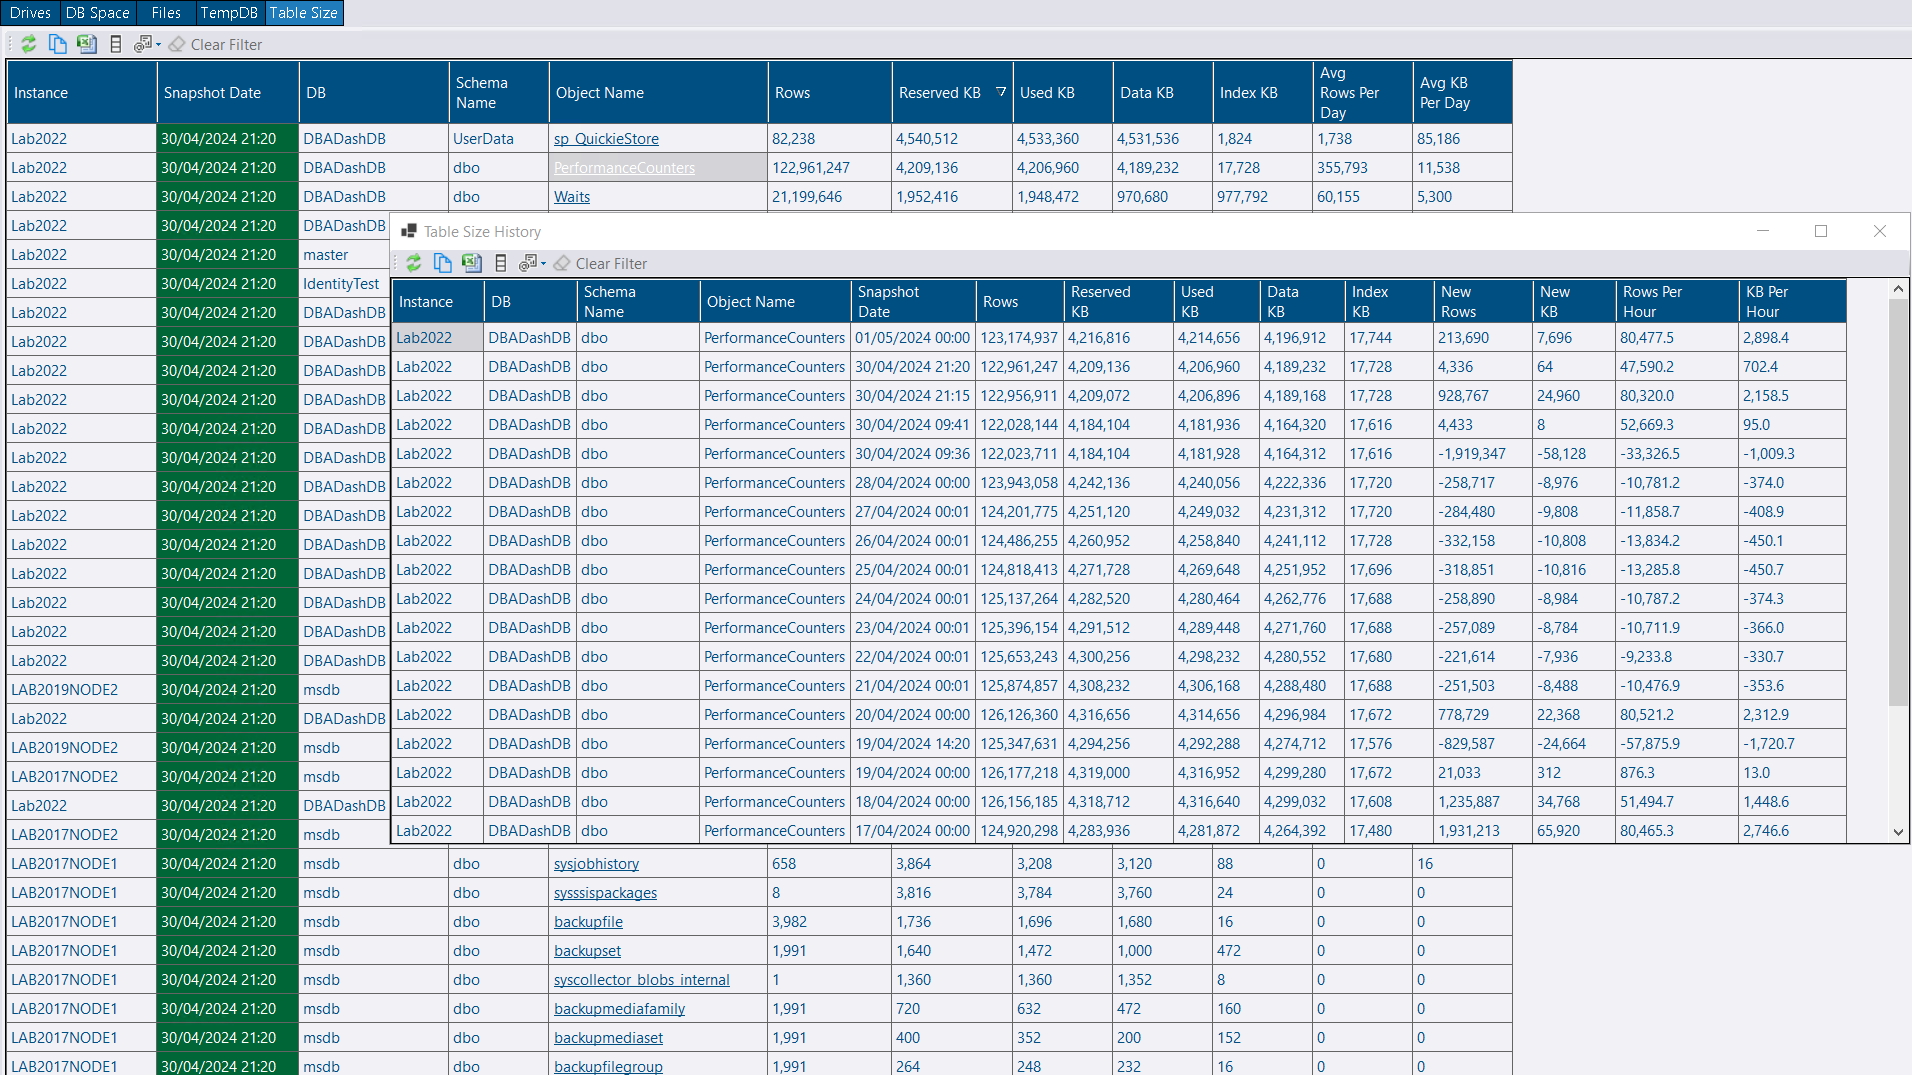 Drives DB Space Files TempDB Table Size
Clear Filter
Instance Snapshot Date DB Schema Name Object Name Rows Reserved KB Used KB Data KB Index KB Avg Rows Per Day Avg KB Per Day
Lab2022 30/04/2024 21:20 DBADashDB UserData sp_QuickieStore 82,238 4,540,512 4,533,360 4,531,536 1,824 1,738 85,186
Lab2022 30/04/2024 21:20 DBADashDB dbo PerformanceCounters 122,961,247 4,209,136 4,206,960 4,189,232 17,728 355,793 11,538
Lab2022 30/04/2024 21:20 DBADashDB dbo Waits 21,199,646 1,952,416 1,948,472 970,680 977,792 60,155 5,300
Lab2022 30/04/2024 21:20 DBADashDB
Lab2022 30/04/2024 21:20 master
Lab2022 30/04/2024 21:20 IdentityTest
Lab2022 30/04/2024 21:20 DBADashDB
Lab2022 30/04/2024 21:20 DBADashDB
Lab2022 30/04/2024 21:20 DBADashDB
Lab2022 30/04/2024 21:20 DBADashDB
Lab2022 30/04/2024 21:20 DBADashDB
Lab2022 30/04/2024 21:20 DBADashDB
Lab2022 30/04/2024 21:20 DBADashDB
Lab2022 30/04/2024 21:20 DBADashDB
Lab2022 30/04/2024 21:20 DBADashDB
Lab2022 30/04/2024 21:20 DBADashDB
Lab2022 30/04/2024 21:20 DBADashDB
Lab2022 30/04/2024 21:20 DBADashDB
Lab2022 30/04/2024 21:20 DBADashDB
LAB2019NODE2 30/04/2024 21:20 msdb
Lab2022 30/04/2024 21:20 DBADashDB
LAB2019NODE2 30/04/2024 21:20 msdb
LAB2017NODE2 30/04/2024 21:20 msdb
Lab2022 30/04/2024 21:20 DBADashDB
LAB2017NODE2 30/04/2024 21:20 msdb
Table Size History
Clear Filter
Instance DB Schema Name Object Name Snapshot Date Rows Reserved KB Used KB Data KB Index KB New Rows New KB Rows Per Hour KB Per Hour
Lab2022 DBADashDB dbo PerformanceCounters 01/05/2024 00:00 123,174,937 4,216,816 4,214,656 4,196,912 17,744 213,690 7,696 80,477.5 2,898.4
Lab2022 DBADashDB dbo PerformanceCounters 30/04/2024 21:20 122,961,247 4,209,136 4,206,960 4,189,232 17,728 4,336 64 47,590.2 702.4
Lab2022 DBADashDB dbo PerformanceCounters 30/04/2024 21:15 122,956,911 4,209,072 4,206,896 4,189,168 17,728 928,767 24,960 80,320.0 2,158.5
Lab2022 DBADashDB dbo PerformanceCounters 30/04/2024 09:41 122,028,144 4,184,104 4,181,936 4,164,320 17,616 4,433 8 52,669.3 95.0
Lab2022 DBADashDB dbo PerformanceCounters 30/04/2024 09:36 122,023,711 4,184,104 4,181,928 4,164,312 17,616 -1,919,347 -58,128 -33,326.5 -1,009.3
Lab2022 DBADashDB dbo PerformanceCounters 28/04/2024 00:00 123,943,058 4,242,136 4,240,056 4,222,336 17,720 -258,717 -8,976 -10,781.2 -374.0
Lab2022 DBADashDB dbo PerformanceCounters 27/04/2024 00:01 124,201,775 4,251,120 4,249,032 4,231,312 17,720 -284,480 -9,808 -11,858.7 -408.9
Lab2022 DBADashDB dbo PerformanceCounters 26/04/2024 00:01 124,486,255 4,260,952 4,258,840 4,241,112 17,728 -332,158 -10,808 -13,834.2 -450.1
Lab2022 DBADashDB dbo PerformanceCounters 25/04/2024 00:01 124,818,413 4,271,728 4,269,648 4,251,952 17,696 -318,851 -10,816 -13,285.8 -450.7
Lab2022 DBADashDB dbo PerformanceCounters 24/04/2024 00:01 125,137,264 4,282,520 4,280,464 4,262,776 17,688 -258,890 -8,984 -10,787.2 -374.3
Lab2022 DBADashDB dbo PerformanceCounters 23/04/2024 00:01 125,396,154 4,291,512 4,289,448 4,271,760 17,688 -257,089 -8,784 -10,711.9 -366.0
Lab2022 DBADashDB dbo PerformanceCounters 22/04/2024 00:01 125,653,243 4,300,256 4,298,232 4,280,552 17,680 -221,614 -7,936 -9,233.8 -330.7
Lab2022 DBADashDB dbo PerformanceCounters 21/04/2024 00:01 125,874,857 4,308,232 4,306,168 4,288,480 17,688 -251,503 -8,488 -10,476.9 -353.6
Lab2022 DBADashDB dbo PerformanceCounters 20/04/2024 00:00 126,126,360 4,316,656 4,314,656 4,296,984 17,672 778,729 22,368 80,521.2 2,312.9
Lab2022 DBADashDB dbo PerformanceCounters 19/04/2024 14:20 125,347,631 4,294,256 4,292,288 4,274,712 17,576 -829,587 -24,664 -57,875.9 -1,720.7
Lab2022 DBADashDB dbo PerformanceCounters 19/04/2024 00:00 126,177,218 4,319,000 4,316,952 4,299,280 17,672 21,033 312 876.3 13.0
Lab2022 DBADashDB dbo PerformanceCounters 18/04/2024 00:00 126,156,185 4,318,712 4,316,640 4,299,032 17,608 1,235,887 34,768 51,494.7 1,448.6
Lab2022 DBADashDB dbo PerformanceCounters 17/04/2024 00:00 124,920,298 4,283,936 4,281,872 4,264,392 17,480 1,931,213 65,920 80,465.3 2,746.6
LAB2017NODE1 30/04/2024 21:20 msdb dbo sysjobhistory 658 3,864 3,208 3,120 88 0 16
LAB2017NODE1 30/04/2024 21:20 msdb dbo sysssispackages 8 3,816 3,784 3,760 24 0 0
LAB2017NODE1 30/04/2024 21:20 msdb dbo backupfile 3,982 1,736 1,696 1,680 16 0 0
LAB2017NODE1 30/04/2024 21:20 msdb dbo backupset 1,991 1,640 1,472 1,000 472 0 0
LAB2017NODE1 30/04/2024 21:20 msdb dbo syscollector_blobs_internal 1 1,360 1,360 1,352 8 0 0
LAB2017NODE1 30/04/2024 21:20 msdb dbo backupmediafamily 1,991 720 632 472 160 0 0
LAB2017NODE1 30/04/2024 21:20 msdb dbo backupmediaset 1,991 400 352 200 152 0 0
LAB2017NODE1 30/04/2024 21:20 msdb dbo backupfilegroup 1,991 264 248 232 16 0 0